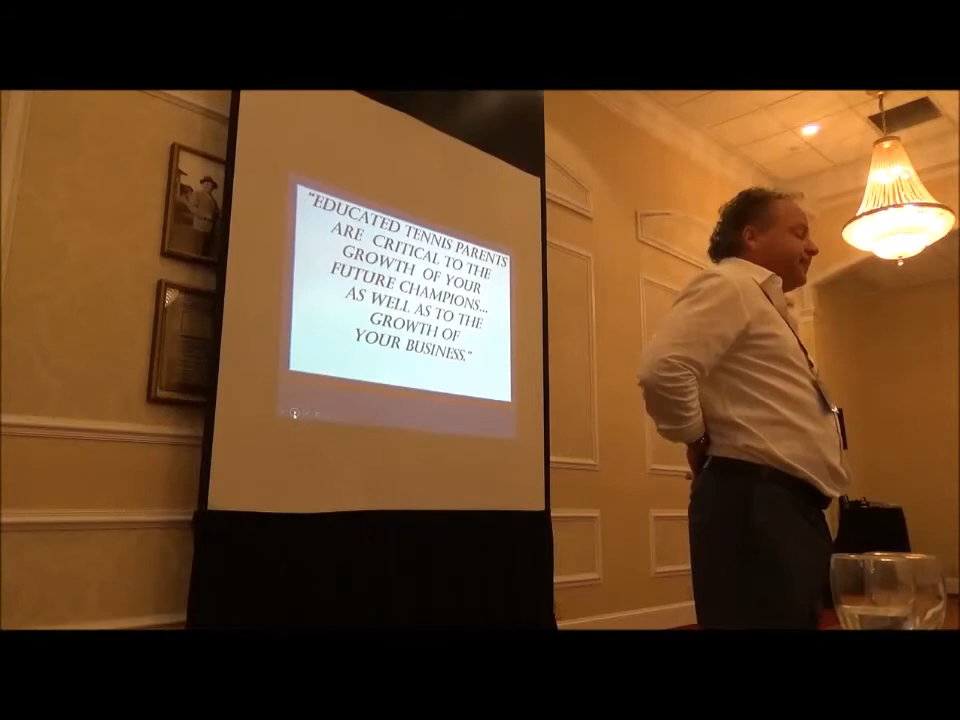 "EDUCATED TENNIS PARENTS
ARE CRITICAL TO THE
GROWTH OF YOUR
FUTURE CHAMPIONS...
AS WELL AS TO THE
GROWTH OF
YOUR BUSINESS."